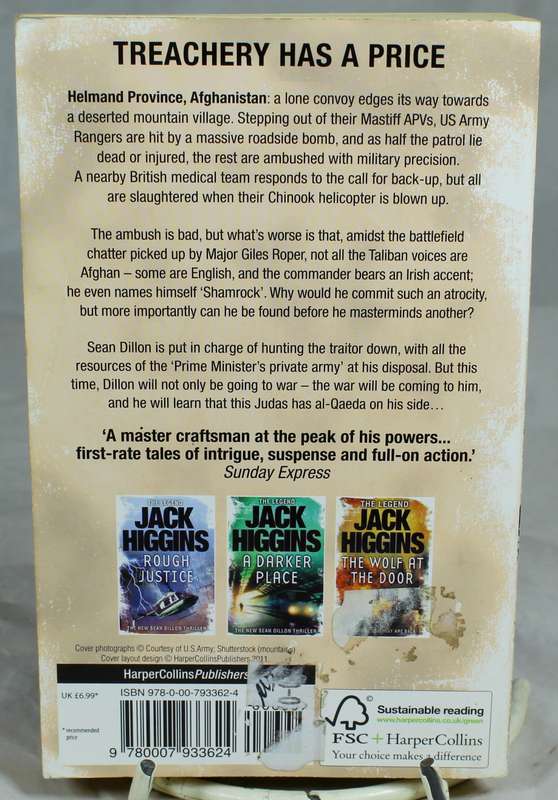 TREACHERY HAS A PRICE
Helmand Province, Afghanistan: a lone convoy edges its way towards
a deserted mountain village. Stepping out of their Mastiff APVs, US Army
Rangers are hit by a massive roadside bomb, and as half the patrol lie
dead or injured, the rest are ambushed with military precision.
A nearby British medical team responds to the call for back-up, but all
are slaughtered when their Chinook helicopter is blown up.
The ambush is bad, but what's worse is that, amidst the battlefield
chatter picked up by Major Giles Roper, not all the Taliban voices are
Afghan – some are English, and the commander bears an Irish accent;
he even names himself 'Shamrock'. Why would he commit such an atrocity,
but more importantly can he be found before he masterminds another?
Sean Dillon is put in charge of hunting the traitor down, with all the
resources of the 'Prime Minister's private army' at his disposal. But this
time, Dillon will not only be going to war – the war will be coming to him,
and he will learn that this Judas has al-Qaeda on his side…
'A master craftsman at the peak of his powers...
first-rate tales of intrigue, suspense and full-on action.'
Sunday Express
THE LEGEND
JACK
HIGGINS
ROUGH
JUSTICE
THE NEW SEAN DILLON THRILLER
THE LEGEND
JACK
HIGGINS
A DARKER
PLACE
THE NEW SEAN DILLON THRILLER
THE LEGEND
JACK
HIGGINS
THE WOLF AT
THE DOOR
Cover photographs © Courtesy of U.S.Army; Shutterstock (mountains)
Cover layout design © HarperCollinsPublishers 2011
HarperCollinsPublishers
UK £6.99*
ISBN 978-0-00-793362-4
* recommended
price
9 780007 933624
Sustainable reading
www.harpercollins.co.uk/green
FSC + HarperCollins
Your choice makes a difference